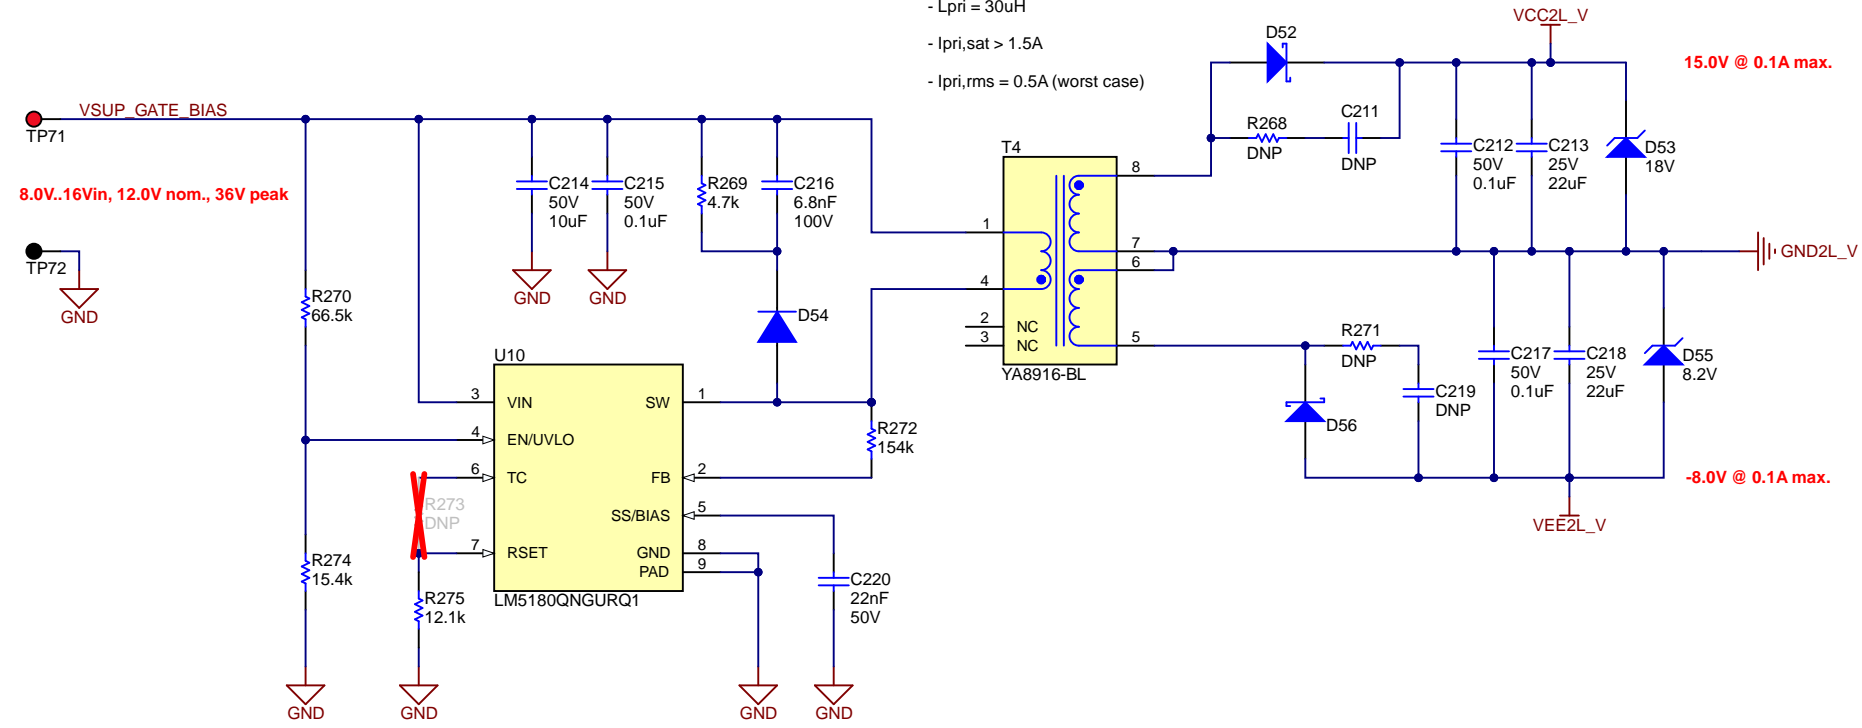 - Lpri = 30uH
- Ipri,sat > 1.5A
- Ipri,rms = 0.5A (worst case)
VCC2L_V
D52
15.0V @ 0.1A max.
VSUP_GATE_BIAS
TP71
8.0V..16Vin, 12.0V nom., 36V peak
TP72
GND
C214
50V
10uF
GND
C215
50V
0.1uF
GND
R269
4.7k
C216
6.8nF
100V
D54
R270
66.5k
T4
1
4
2
3
NC
NC
8
7
6
5
YA8916-BL
R268
DNP
C211
DNP
C212
50V
0.1uF
C213
25V
22uF
D53
18V
GND2L_V
R271
DNP
C219
DNP
D56
C217
50V
0.1uF
C218
25V
22uF
D55
8.2V
-8.0V @ 0.1A max.
VEE2L_V
U10
3
VIN
4
EN/UVLO
6
TC
7
RSET
SW
1
FB
2
SS/BIAS
5
GND
8
PAD
9
LM5180QNGURQ1
R272
154k
R273
DNP
R274
15.4k
R275
12.1k
C220
22nF
50V
GND
GND
GND
GND